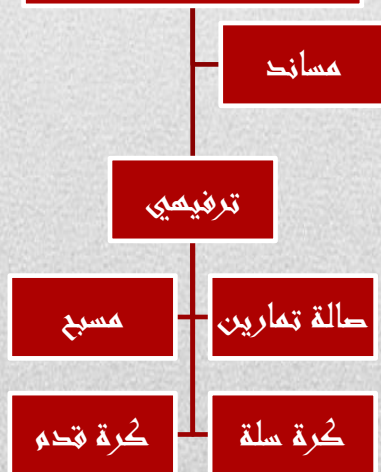 مساند
ترفيهي
صالة تمارين
مسبح
كرة سلة
كرة قدم